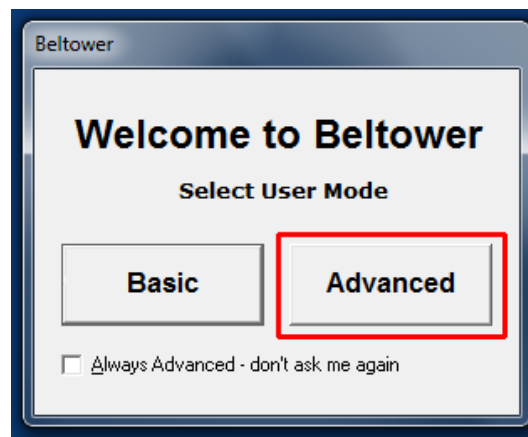 Beltower
Welcome to Beltower
Select User Mode
Basic Advanced
Always Advanced - don't ask me again